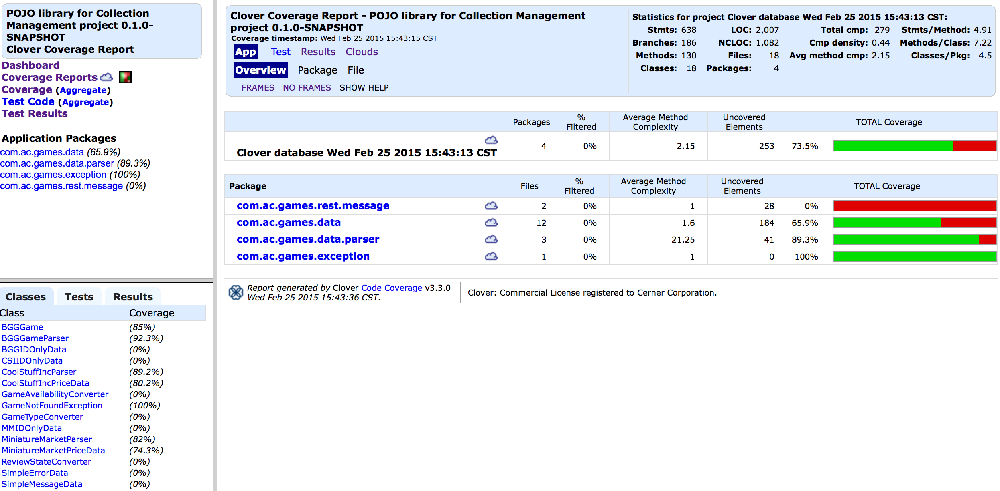 POJO library for Collection
Management project 0.1.0-
SNAPSHOT
Clover Coverage Report
Dashboard
Coverage Reports
Coverage (Aggregate)
Test Code (Aggregate)
Test Results
Application Packages
com.ac.games.data (65.9%)
com.ac.games.data.parser (89.3%)
com.ac.games.exception (100%)
com.ac.games.rest.message (0%)
Classes Tests Results
Class Coverage
BGGGame (85%)
BGGGameParser (92.3%)
BGGIDOnlyData (0%)
CSIIDOnlyData (0%)
CoolStuffIncParser (89.2%)
CoolStuffIncPriceData (80.2%)
GameAvailabilityConverter (0%)
GameNotFoundException (100%)
GameTypeConverter (0%)
MMIDOnlyData (0%)
MiniatureMarketParser (82%)
MiniatureMarketPriceData (74.3%)
ReviewStateConverter (0%)
SimpleErrorData (0%)
SimpleMessageData (0%)
Clover Coverage Report - POJO library for Collection Management
project 0.1.0-SNAPSHOT
Coverage timestamp: Wed Feb 25 2015 15:43:15 CST
App Test Results Clouds
Overview Package File
FRAMES NO FRAMES SHOW HELP
Statistics for project Clover database Wed Feb 25 2015 15:43:13 CST:
Stmts: 638 LOC: 2,007 Total cmp: 279 Stmts/Method: 4.91
Branches: 186 NCLOC: 1,082 Cmp density: 0.44 Methods/Class: 7.22
Methods: 130 Files: 18 Avg method cmp: 2.15 Classes/Pkg: 4.5
Classes: 18 Packages: 4
Packages % Filtered Average Method Complexity Uncovered Elements TOTAL Coverage
Clover database Wed Feb 25 2015 15:43:13 CST 4 0% 2.15 253 73.5%
Package Files % Filtered Average Method Complexity Uncovered Elements TOTAL Coverage
com.ac.games.rest.message 2 0% 1 28 0%
com.ac.games.data 12 0% 1.6 184 65.9%
com.ac.games.data.parser 3 0% 21.25 41 89.3%
com.ac.games.exception 1 0% 1 0 100%
Report generated by Clover Code Coverage v3.3.0
Wed Feb 25 2015 15:43:36 CST.
Clover: Commercial License registered to Cerner Corporation.